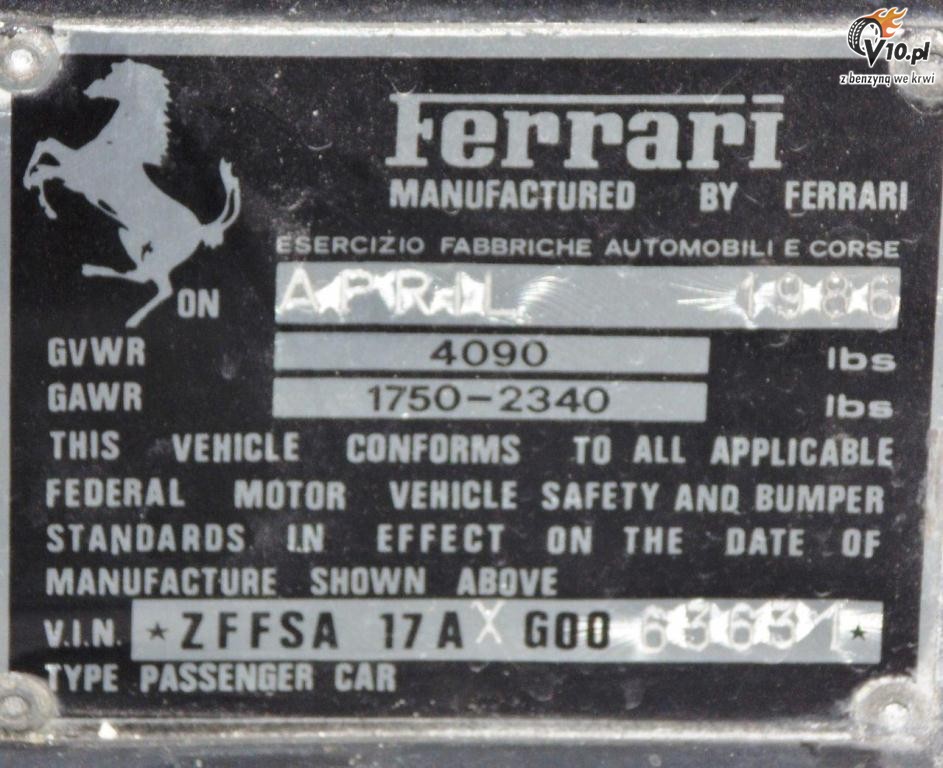 V10.pl
z benzyną we krwi
Ferrari
MANUFACTURED BY FERRARI
ESERCIZIO FABBRICHE AUTOMOBILI E CORSE
ON APRIL - 1986
GVWR 4090 lbs
GAWR 1750-2340 lbs
THIS VEHICLE CONFORMS TO ALL APPLICABLE
FEDERAL MOTOR VEHICLE SAFETY AND BUMPER
STANDARDS IN EFFECT ON THE DATE OF
MANUFACTURE SHOWN ABOVE
V.I.N. ★ ZFFSA 17A X G00 63631 ★
TYPE PASSENGER CAR